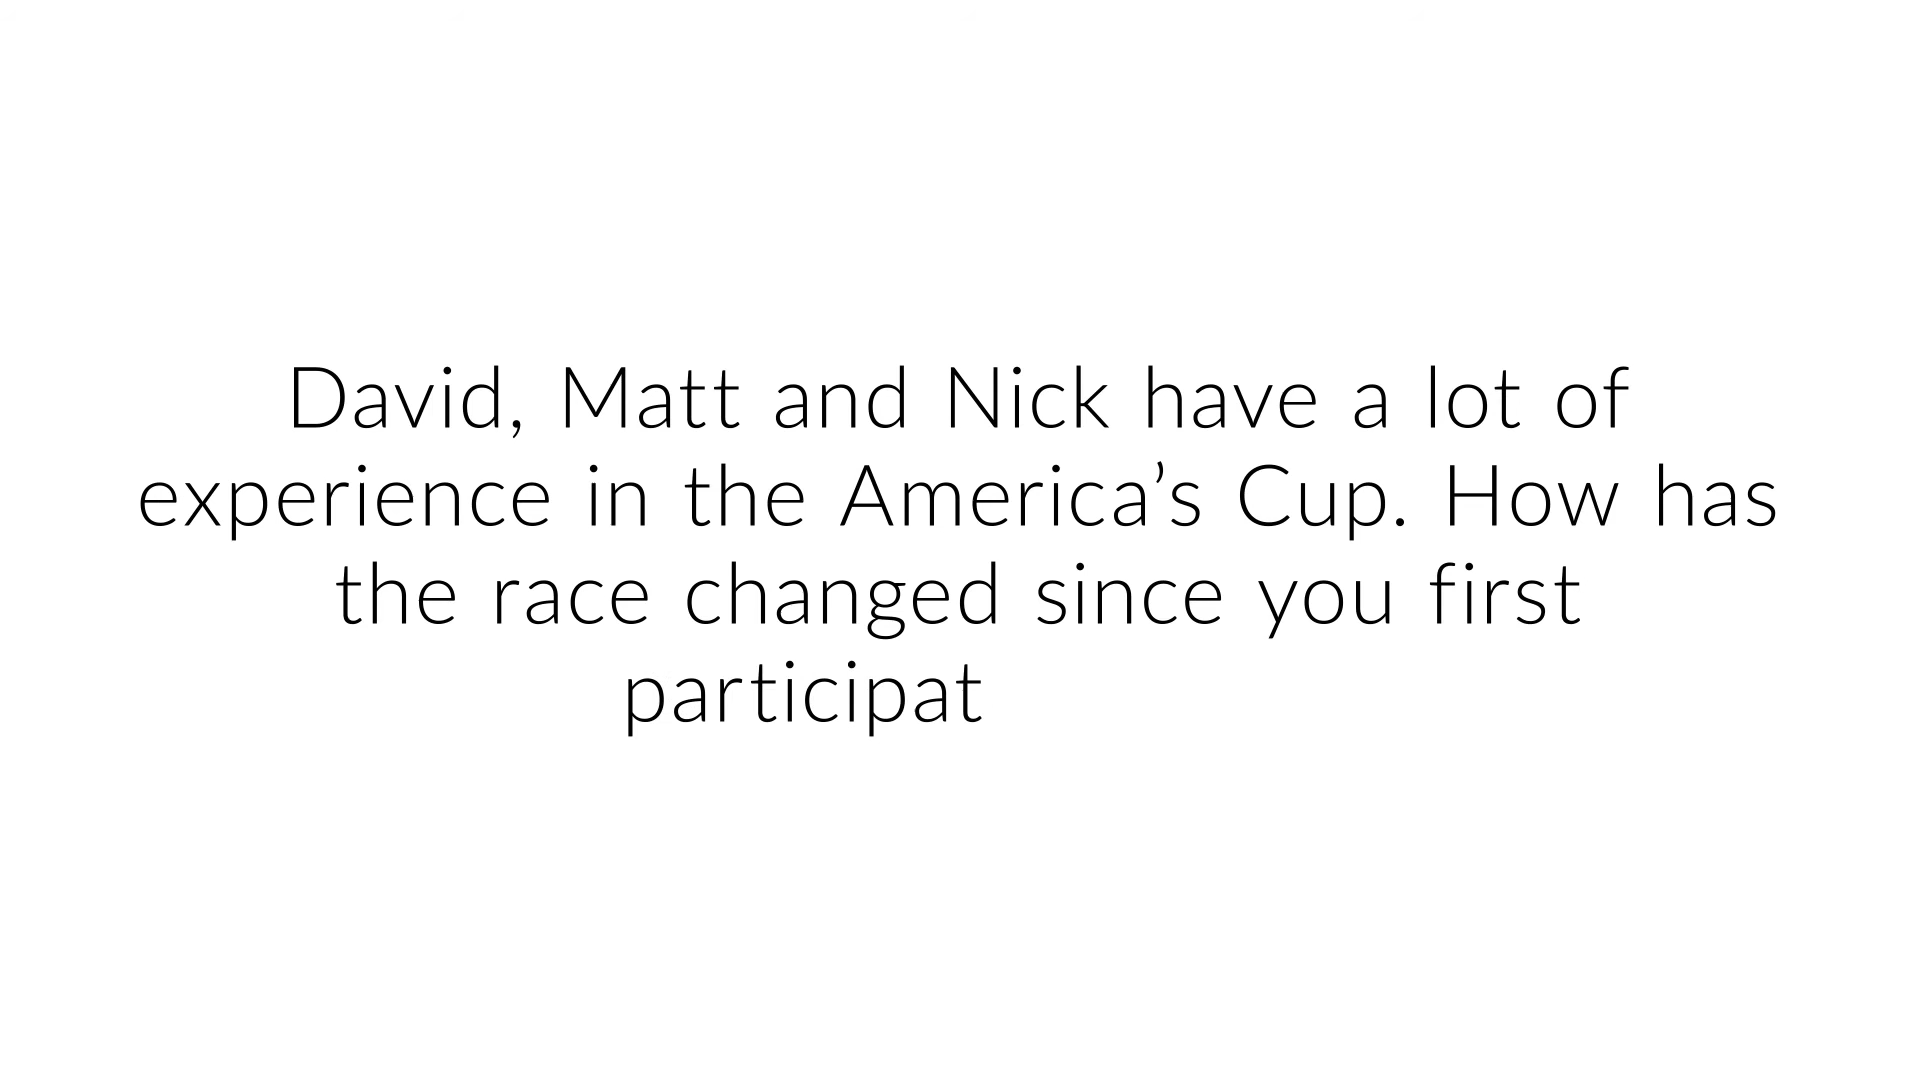 David, Matt and Nick have a lot of
experience in the America’s Cup. How has
the race changed since you first
participat